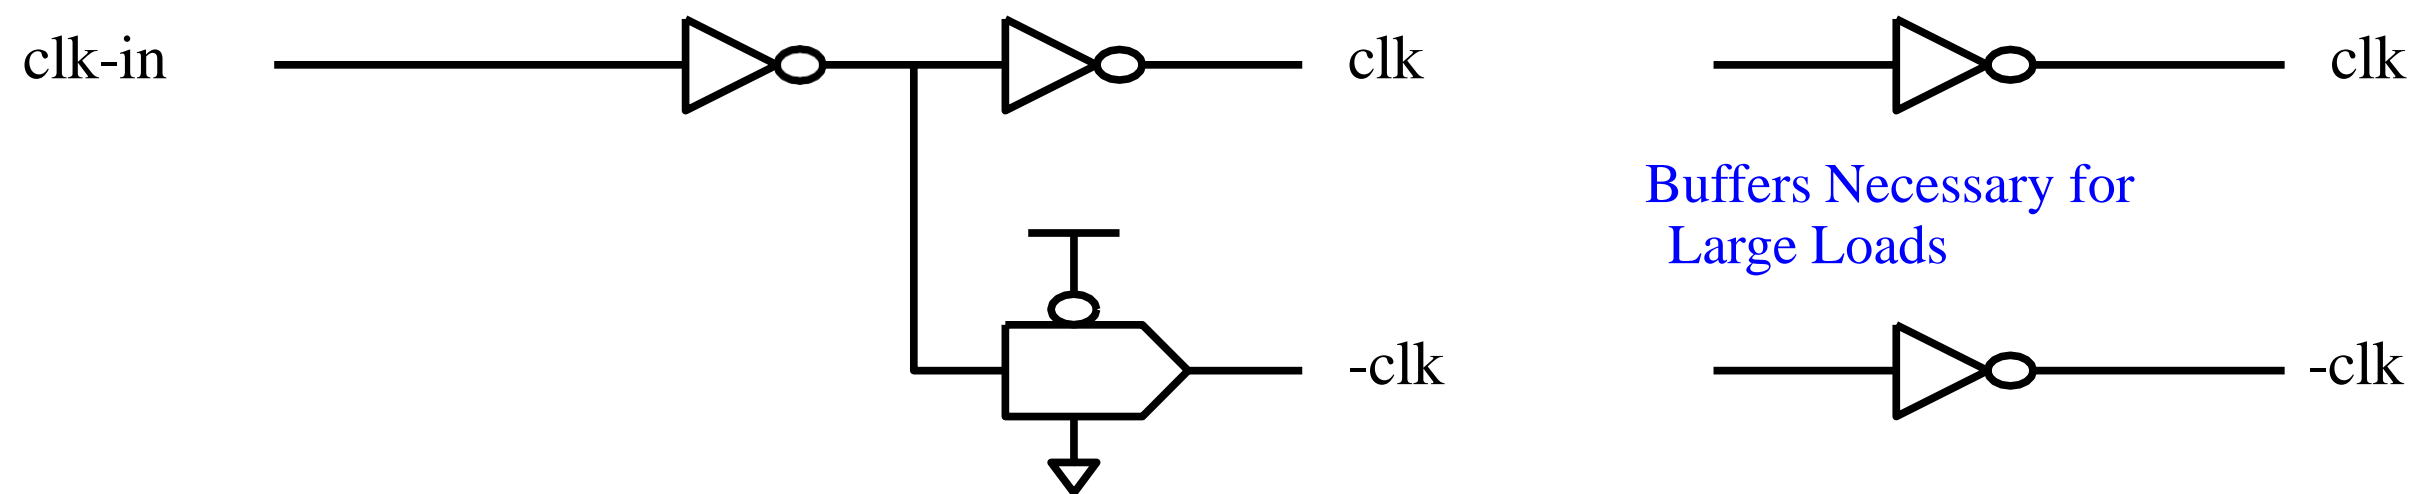 clk-in
clk
clk
Buffers Necessary for
Large Loads
-clk
-clk